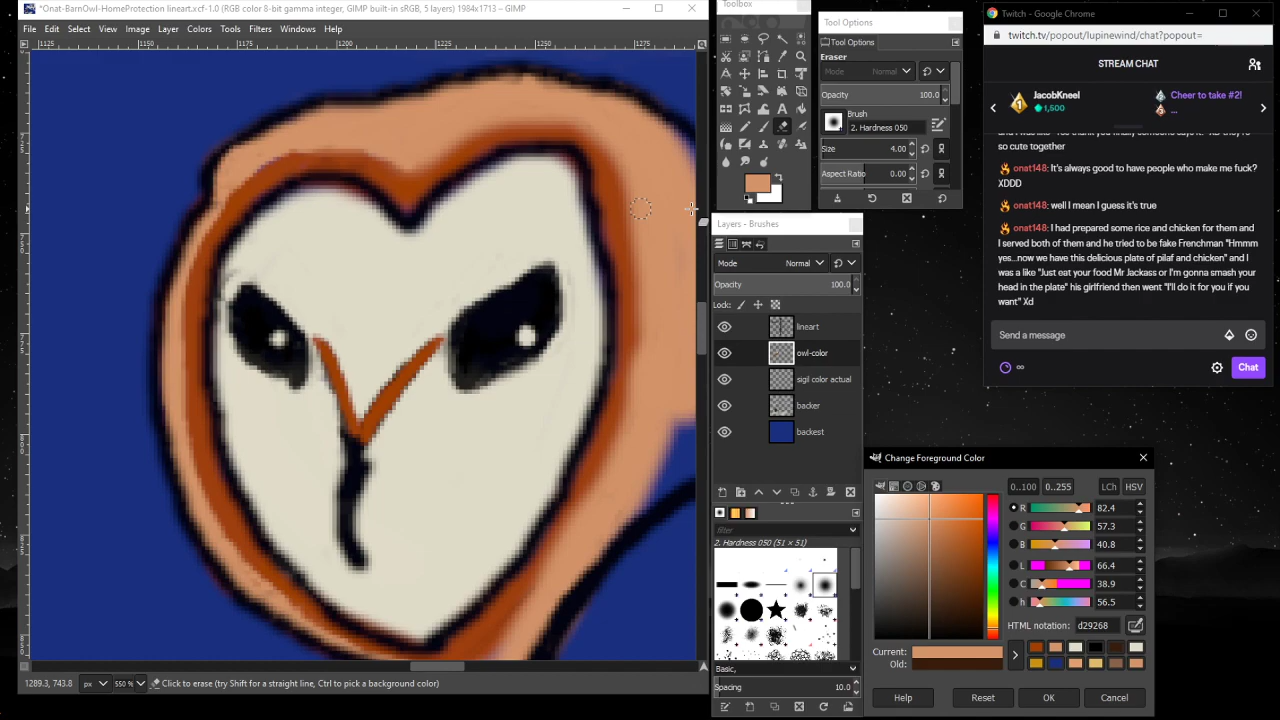 *Onat-BarnOwl-HomeProtection lineart.xcf-1.0 (RGB color 8-bit gamma integer, GIMP built-in sRGB, 5 layers) 1984x1713 – GIMP
File Edit Select View Image Layer Colors Tools Filters Windows Help
1125 1150 1175 1200 1225 1250 1275
1289.3, 743.8 px 550 % Click to erase (try Shift for a straight line, Ctrl to pick a background color)
Toolbox
Tool Options
Tool Options
Eraser
Mode Normal
Opacity 100.0
Brush
2. Hardness 050
Size 4.00
Aspect Ratio 0.00
Layers - Brushes
Mode Normal
Opacity 100.0
Lock:
lineart
owl-color
sigil color actual
backer
backest
filter
2. Hardness 050 (51 × 51)
Basic,
Spacing 10.0
Twitch - Google Chrome
twitch.tv/popout/lupinewind/chat?popout=
STREAM CHAT
1 JacobKneel
1,500
Cheer to take #2!
...
so cute together
onat148: It's always good to have people who make me fuck?
XDDD
onat148: well I mean I guess it's true
onat148: I had prepared some rice and chicken for them and
I served both of them and he tried to be fake Frenchman "Hmmm
yes...now we have this delicious plate of pilaf and chicken" and I
was a like "Just eat your food Mr Jackass or I'm gonna smash your
head in the plate" his girlfriend then went "I'll do it for you if you
want" Xd
Send a message
∞
Chat
Change Foreground Color
0..100 0..255 LCh HSV
R 82.4
G 57.3
B 40.8
L 66.4
C 38.9
h 56.5
HTML notation: d29268
Current:
Old:
Help Reset OK Cancel